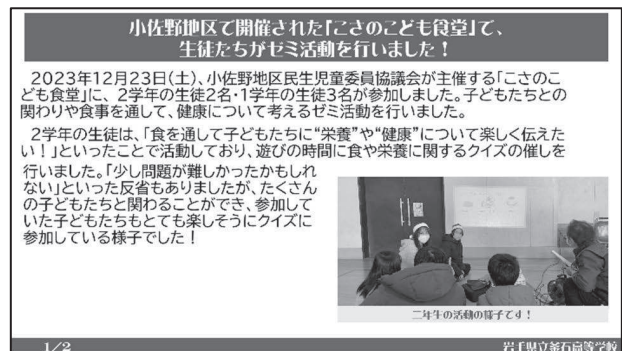 小佐野地区で開催された「こさのこども食堂」で、
生徒たちがゼミ活動を行いました！
2023年12月23日(土)、小佐野地区民生児童委員協議会が主催する「こさのこ
ども食堂」に、2学年の生徒2名・1学年の生徒3名が参加しました。子どもたちとの
関わりや食事を通して、健康について考えるゼミ活動を行いました。
2学年の生徒は、「食を通して子どもたちに“栄養”や“健康”について楽しく伝えた
い！」といったことで活動しており、遊びの時間に食や栄養に関するクイズの催しを
行いました。「少し問題が難しかったかもしれ
ない」といった反省もありましたが、たくさん
の子どもたちと関わることができ、参加して
いた子どもたちもとても楽しそうにクイズに
参加している様子でした！
二年生の活動の様子です！
1/2
岩手県立釜石高等学校